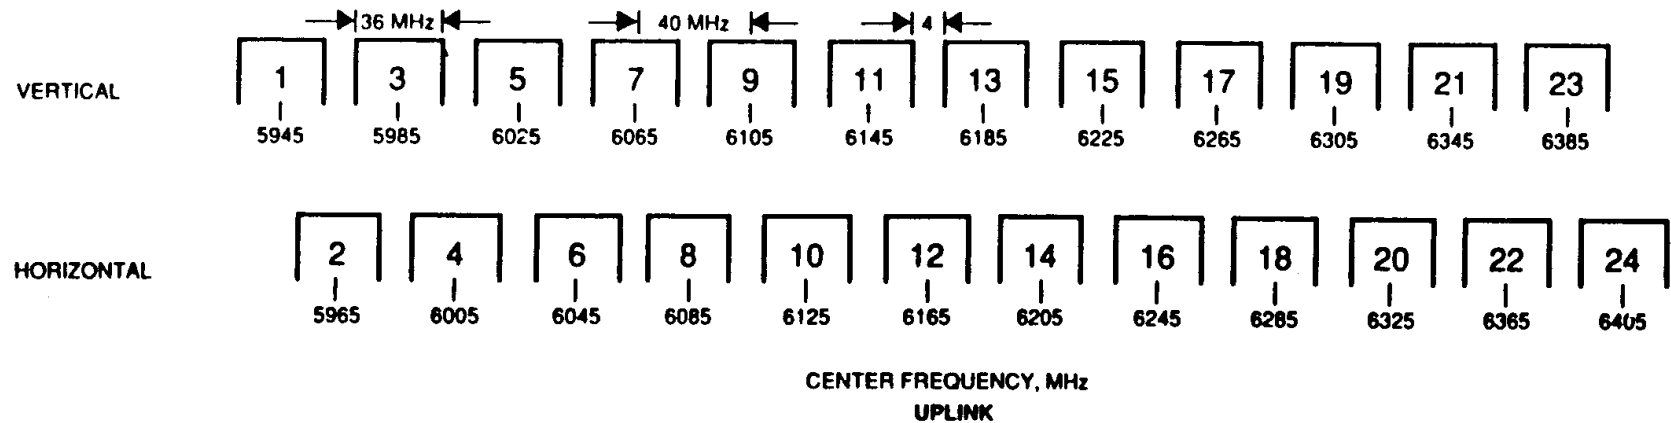 36 MHz 40 MHz 4
1 3 5 7 9 11 13 15 17 19 21 23
VERTICAL
5945 5985 6025 6065 6105 6145 6185 6225 6265 6305 6345 6385
2 4 6 8 10 12 14 16 18 20 22 24
HORIZONTAL
5965 6005 6045 6085 6125 6165 6205 6245 6285 6325 6365 6405
CENTER FREQUENCY, MHz
UPLINK